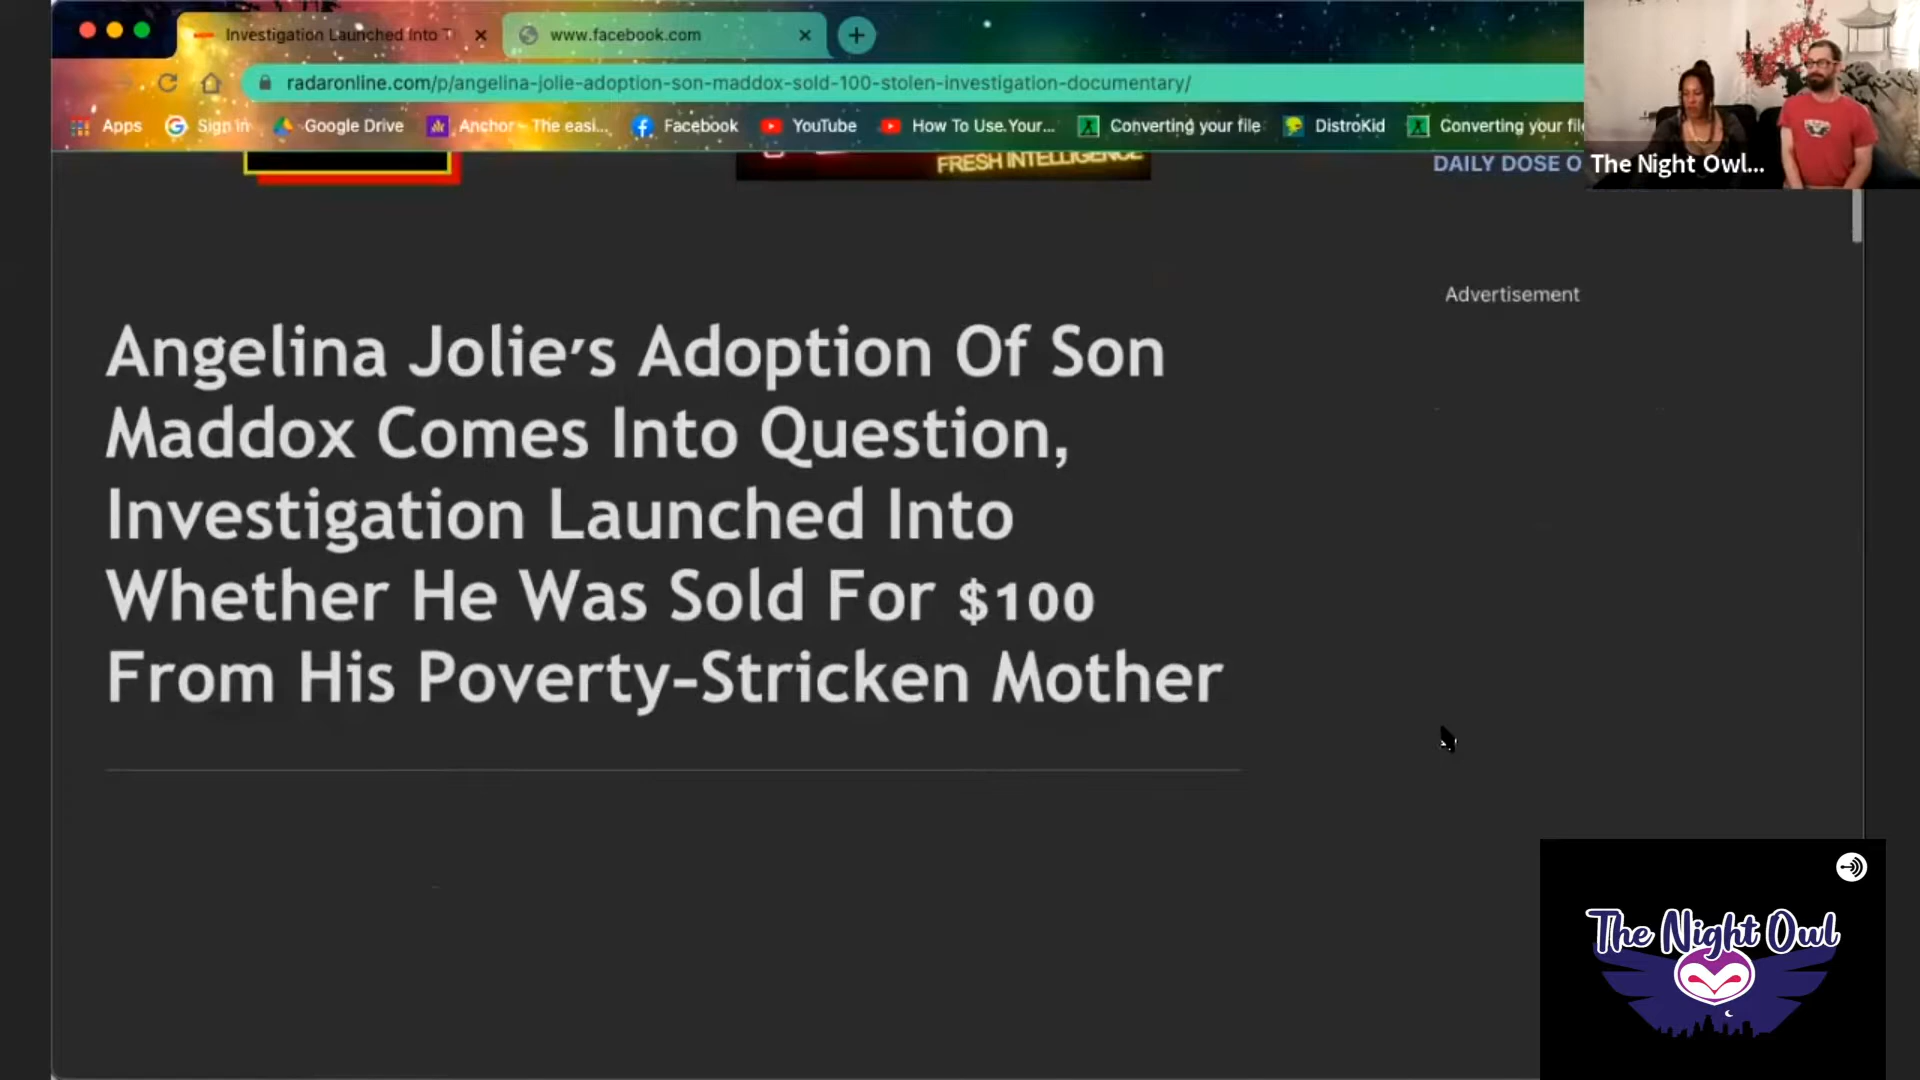 Investigation Launched Into T
www.facebook.com
radaronline.com/p/angelina-jolie-adoption-son-maddox-sold-100-stolen-investigation-documentary/
Apps Sign in Google Drive Anchor - The easi... Facebook YouTube How To Use Your... Converting your file DistroKid Converting your file
The Night Owl...
FRESH INTELLIGENCE
DAILY DOSE O
Advertisement
Angelina Jolie's Adoption Of Son
Maddox Comes Into Question,
Investigation Launched Into
Whether He Was Sold For $100
From His Poverty-Stricken Mother
The Night Owl